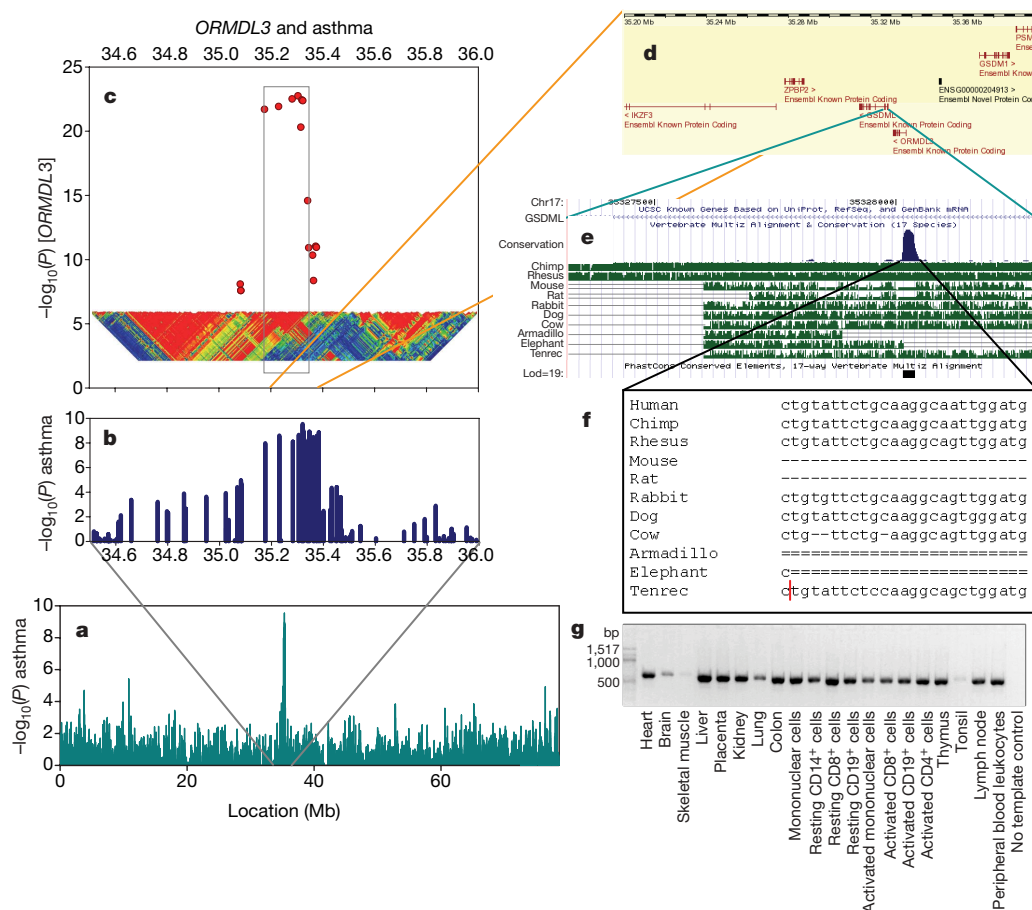 ORMDL3 and asthma
34.6 34.8 35.0 35.2 35.4 35.6 35.8 36.0
c
25
20
15
10
5
0
–log10(P) [ORMDL3]
b
10
8
6
4
2
0
–log10(P) asthma
34.6 34.8 35.0 35.2 35.4 35.6 35.8 36.0
a
10
8
6
4
2
0
–log10(P) asthma
0 20 40 60
Location (Mb)
35.20 Mb 35.24 Mb 35.28 Mb 35.32 Mb 35.36 Mb
d
PSM
Ense
GSDM1 >
Ensembl Know
ZPBP2 >
Ensembl Known Protein Coding
ENSG00000204913 >
Ensembl Novel Protein Cod
< IKZF3
Ensembl Known Protein Coding
< GSDML
Ensembl Known Protein Coding
< ORMDL3
Ensembl Known Protein Coding
Chr17: 35327500| 35328000|
UCSC Known Genes Based on UniProt, RefSeq, and GenBank mRNA
GSDML
Vertebrate Multiz Alignment & Conservation (17 Species)
e
Conservation
Chimp
Rhesus
Mouse
Rat
Rabbit
Dog
Cow
Armadillo
Elephant
Tenrec
PhastCons Conserved Elements, 17-way Vertebrate Multiz Alignment
Lod=19:
f
Human ctgtattctgcaaggcaattggatg
Chimp ctgtattctgcaaggcaattggatg
Rhesus ctgtattctgcaaggcaattggatg
Mouse -------------------------
Rat -------------------------
Rabbit ctgtgttctgcaaggcagttggatg
Dog ctgtattctgcaaggcagtgggatg
Cow ctg--ttctg-aaggcagttggatg
Armadillo =========================
Elephant c========================
Tenrec ctgtattctccaaggcagctggatg
g
bp
1,517
1,000
500
Heart
Brain
Skeletal muscle
Liver
Placenta
Kidney
Lung
Colon
Mononuclear cells
Resting CD14+ cells
Resting CD8+ cells
Resting CD19+ cells
Activated mononuclear cells
Activated CD8+ cells
Activated CD19+ cells
Activated CD4+ cells
Thymus
Tonsil
Lymph node
Peripheral blood leukocytes
No template control